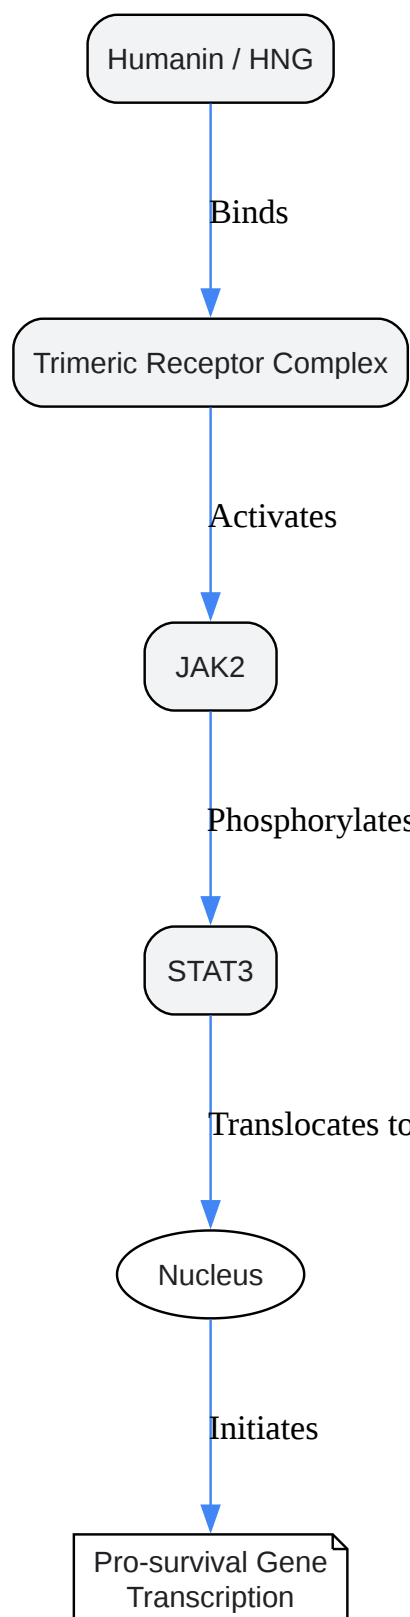 Humanin / HNG
Binds
Trimeric Receptor Complex
Activates
JAK2
Phosphorylates
STAT3
Translocates to
Nucleus
Initiates
Pro-survival Gene
Transcription